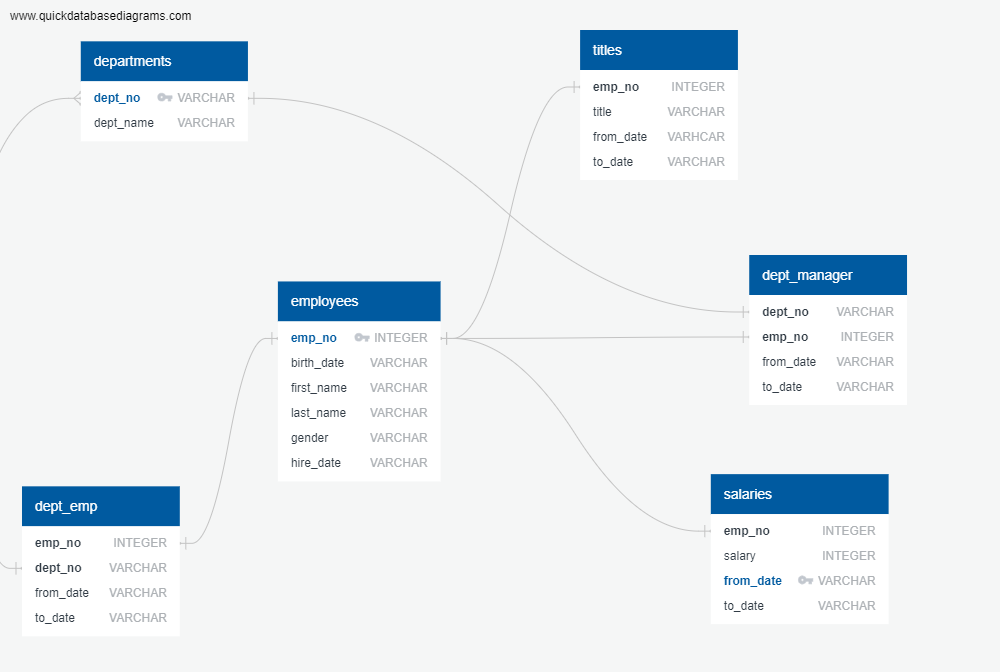 www.quickdatabasediagrams.com
departments
dept_no VARCHAR
dept_name VARCHAR
titles
emp_no INTEGER
title VARCHAR
from_date VARHCAR
to_date VARCHAR
employees
emp_no INTEGER
birth_date VARCHAR
first_name VARCHAR
last_name VARCHAR
gender VARCHAR
hire_date VARCHAR
dept_manager
dept_no VARCHAR
emp_no INTEGER
from_date VARCHAR
to_date VARCHAR
dept_emp
emp_no INTEGER
dept_no VARCHAR
from_date VARCHAR
to_date VARCHAR
salaries
emp_no INTEGER
salary INTEGER
from_date VARCHAR
to_date VARCHAR